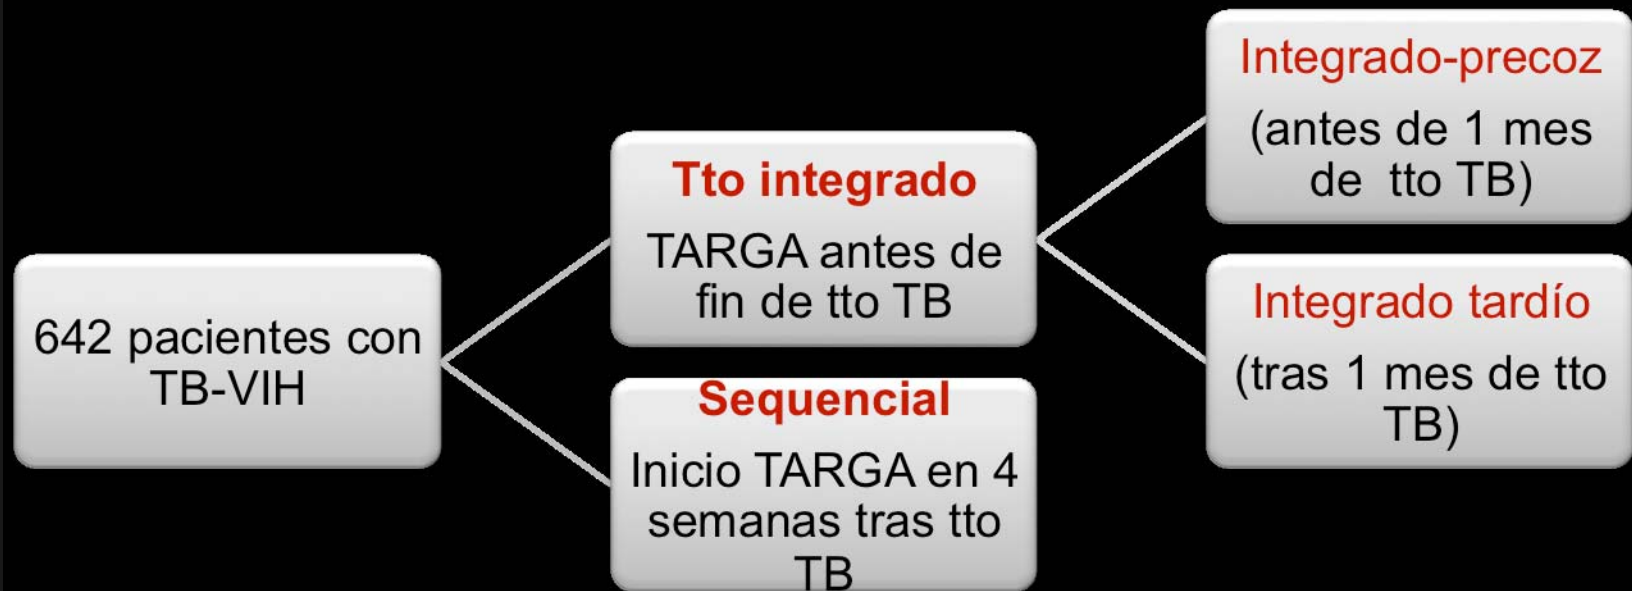 642 pacientes con
TB-VIH
Tto integrado
TARGA antes de
fin de tto TB
Sequencial
Inicio TARGA en 4
semanas tras tto
TB
Integrado-precoz
(antes de 1 mes
de tto TB)
Integrado tardío
(tras 1 mes de tto
TB)